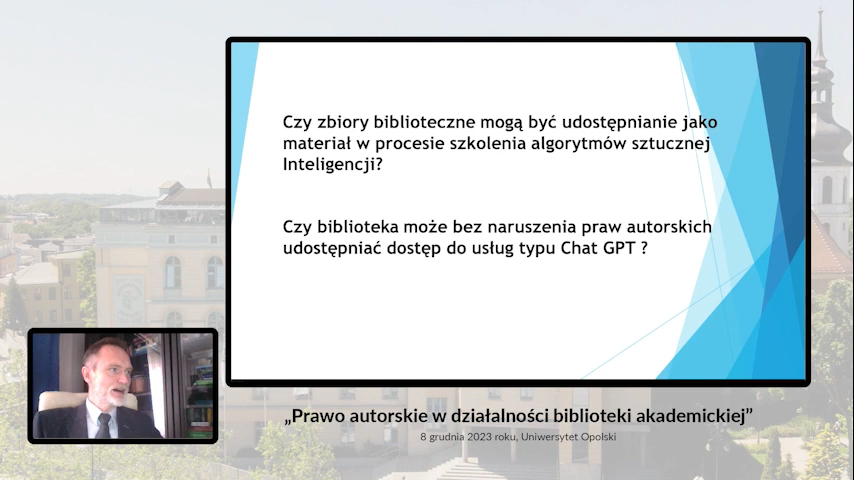 Czy zbiory biblioteczne mogą być udostępnianie jako
materiał w procesie szkolenia algorytmów sztucznej
Inteligencji?
Czy biblioteka może bez naruszenia praw autorskich
udostępniać dostęp do usług typu Chat GPT ?
„Prawo autorskie w działalności biblioteki akademickiej”
8 grudnia 2023 roku, Uniwersytet Opolski